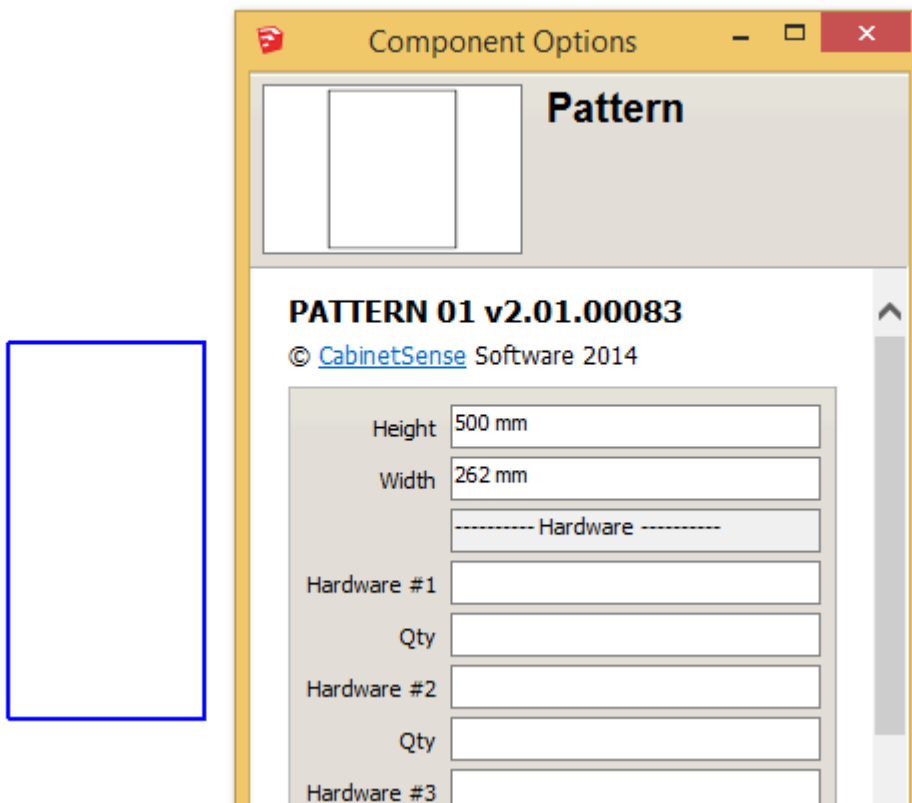 Component Options
Pattern
PATTERN 01 v2.01.00083
© CabinetSense Software 2014
Height 500 mm
Width 262 mm
---------- Hardware ----------
Hardware #1
Qty
Hardware #2
Qty
Hardware #3